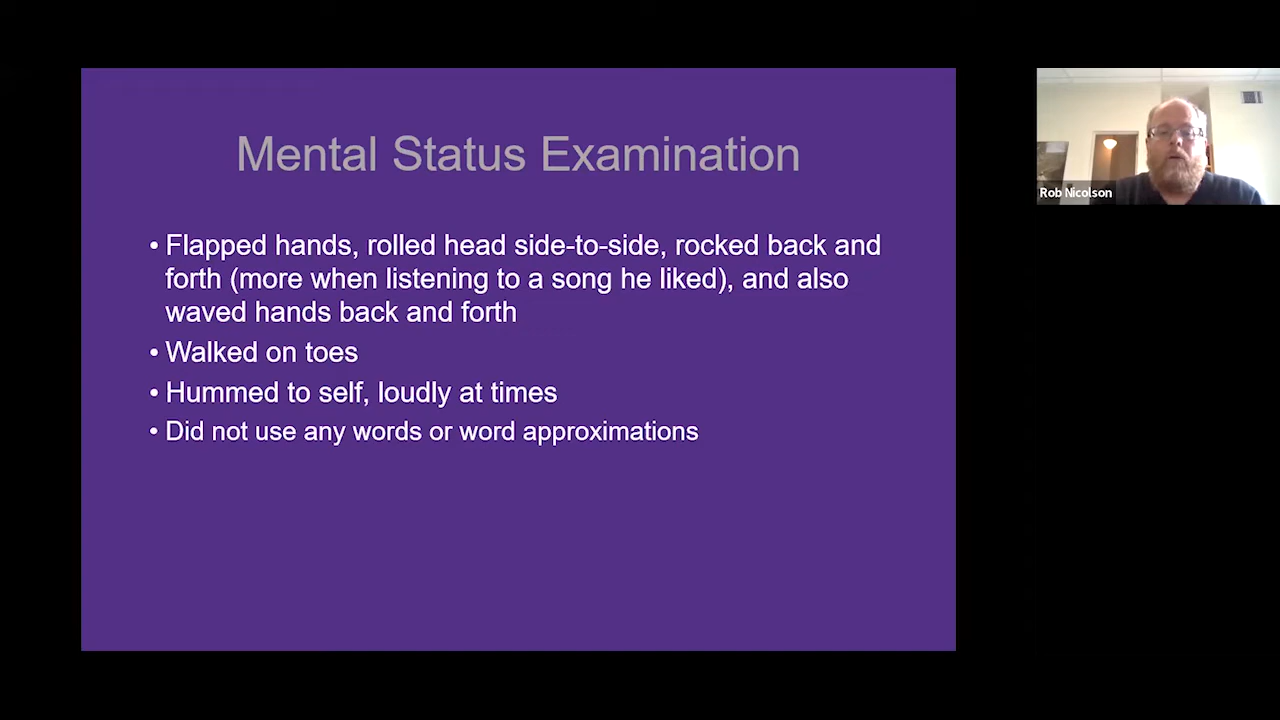 Mental Status Examination
• Flapped hands, rolled head side-to-side, rocked back and
forth (more when listening to a song he liked), and also
waved hands back and forth
• Walked on toes
• Hummed to self, loudly at times
• Did not use any words or word approximations
Rob Nicolson